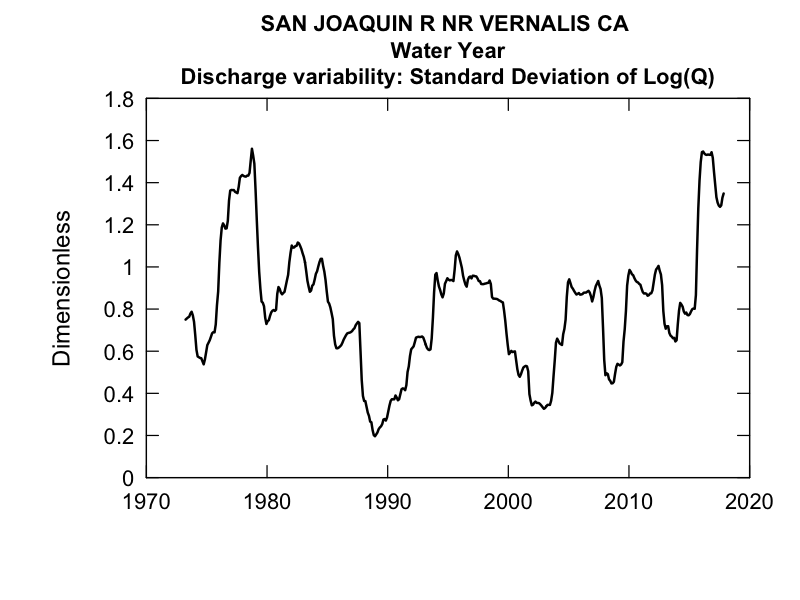 SAN JOAQUIN R NR VERNALIS CA
Water Year
Discharge variability: Standard Deviation of Log(Q)
Dimensionless
1.8
1.6
1.4
1.2
1
0.8
0.6
0.4
0.2
0
1970 1980 1990 2000 2010 2020